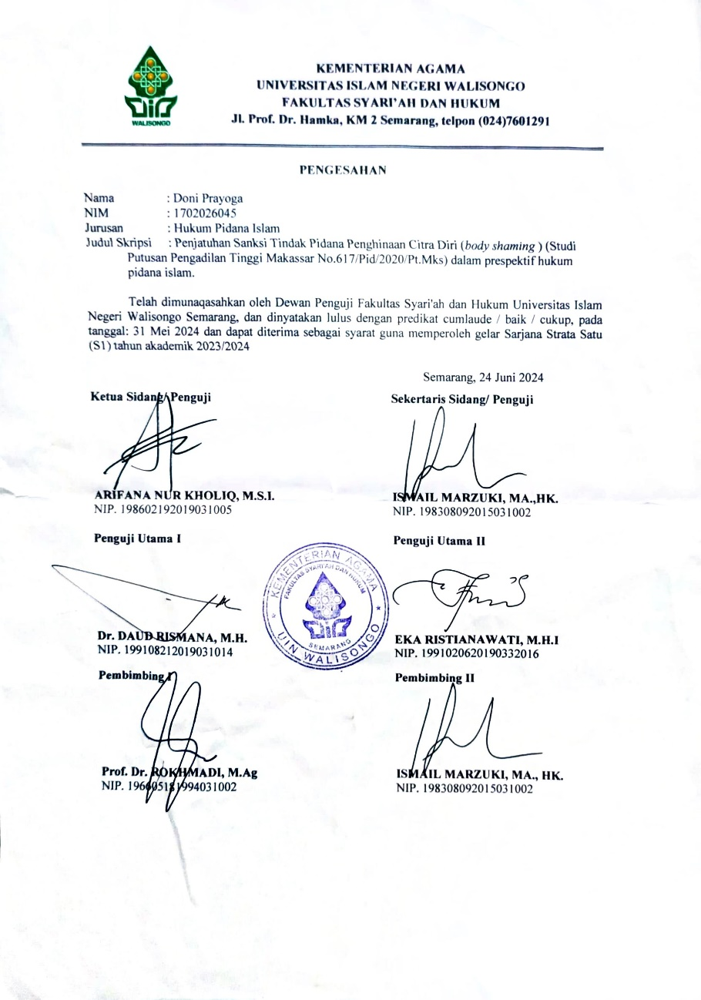 KEMENTERIAN AGAMA
UNIVERSITAS ISLAM NEGERI WALISONGO
FAKULTAS SYARI'AH DAN HUKUM
Jl. Prof. Dr. Hamka, KM 2 Semarang, telpon (024)7601291
WALISONGO
PENGESAHAN
Nama : Doni Prayoga
NIM : 1702026045
Jurusan : Hukum Pidana Islam
Judul Skripsi : Penjatuhan Sanksi Tindak Pidana Penghinaan Citra Diri (body shaming ) (Studi
Putusan Pengadilan Tinggi Makassar No.617/Pid/2020/Pt.Mks) dalam prespektif hukum
pidana islam.
Telah dimunaqasahkan oleh Dewan Penguji Fakultas Syari'ah dan Hukum Universitas Islam
Negeri Walisongo Semarang, dan dinyatakan lulus dengan predikat cumlaude / baik / cukup, pada
tanggal: 31 Mei 2024 dan dapat diterima sebagai syarat guna memperoleh gelar Sarjana Strata Satu
(S1) tahun akademik 2023/2024
Semarang, 24 Juni 2024
Ketua Sidang/ Penguji
Sekertaris Sidang/ Penguji
ARIFANA NUR KHOLIQ, M.S.I.
NIP. 198602192019031005
ISMAIL MARZUKI, MA.,HK.
NIP. 198308092015031002
Penguji Utama I
Penguji Utama II
KEMENTERIAN AGAMA
FAKULTAS SYARI'AH DAN HUKUM
SEMARANG
UIN WALISONGO
Dr. DAUD RISMANA, M.H.
NIP. 199108212019031014
EKA RISTIANAWATI, M.H.I
NIP. 1991020620190332016
Pembimbing I
Pembimbing II
Prof. Dr. ROKHMADI, M.Ag
NIP. 196605181994031002
ISMAIL MARZUKI, MA., HK.
NIP. 198308092015031002